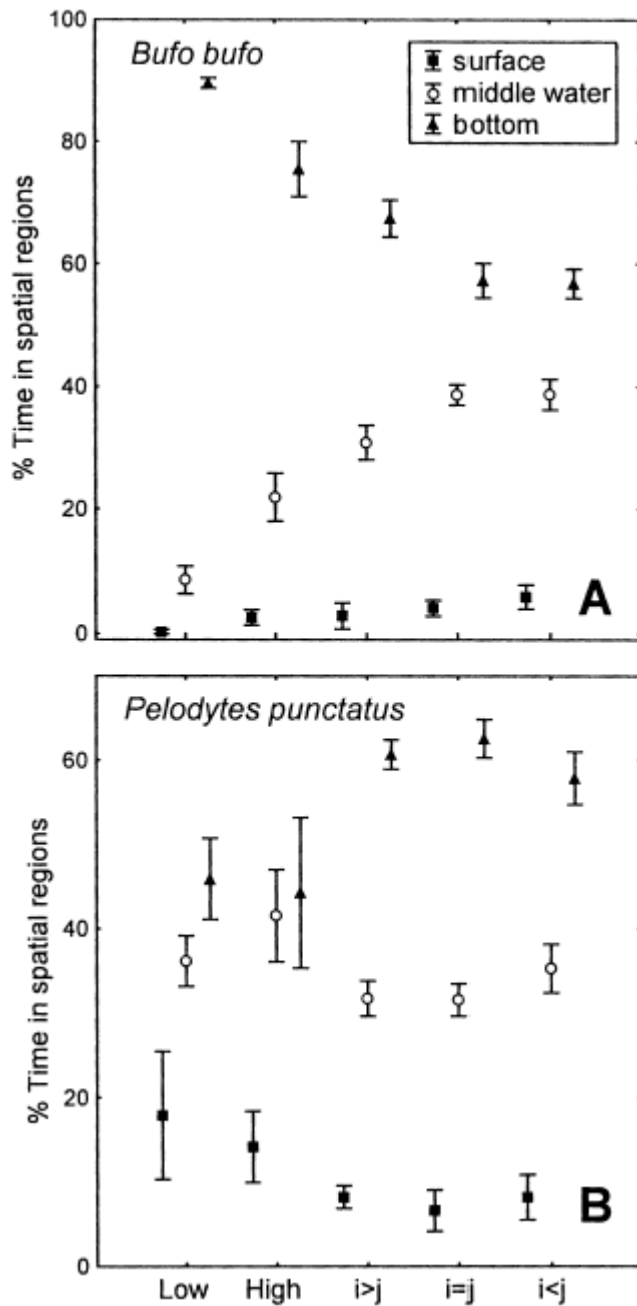 100
Bufo bufo
surface
middle water
bottom
80
60
40
20
0
% Time in spatial regions
A
Pelodytes punctatus
60
40
20
0
% Time in spatial regions
B
Low High i>j i=j i<j